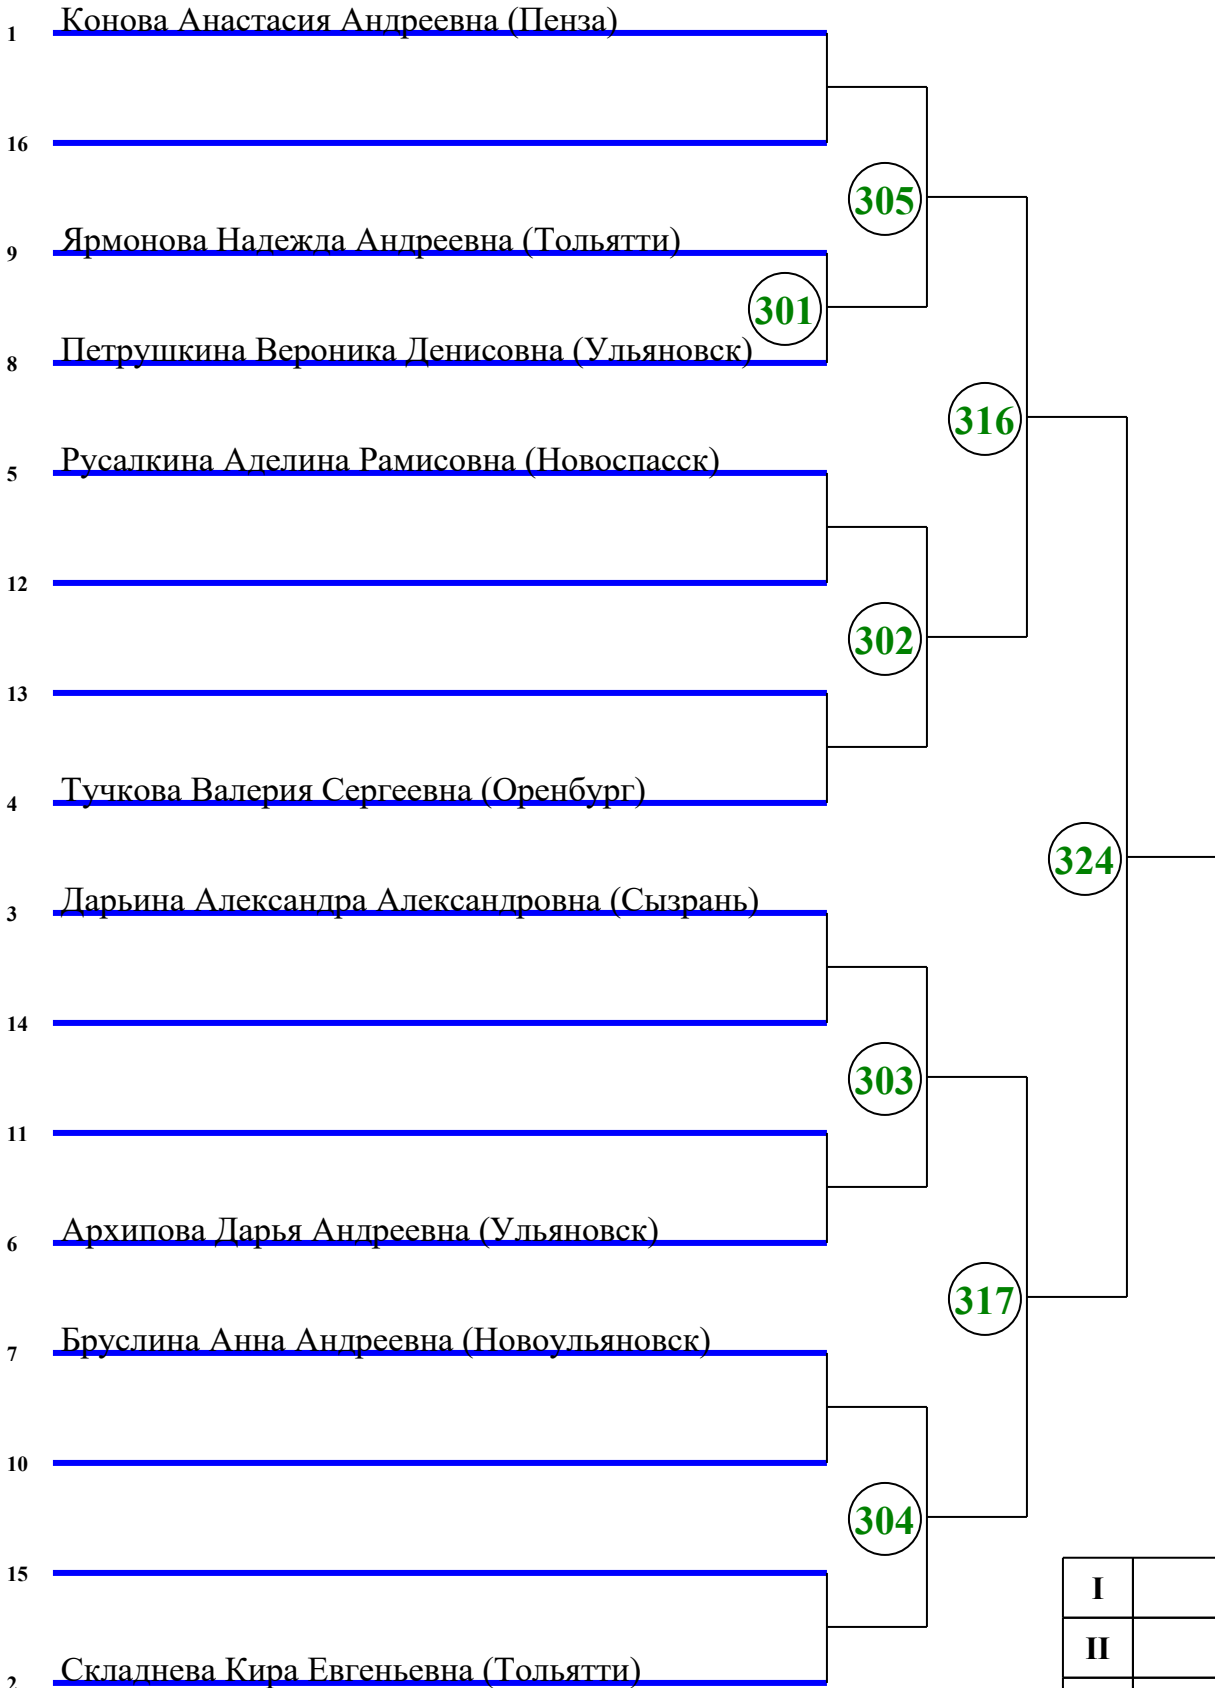 1 Конова Анастасия Андреевна (Пенза)
16
305
9 Ярмонова Надежда Андреевна (Тольятти)
301
8 Петрушкина Вероника Денисовна (Ульяновск)
316
5 Русалкина Аделина Рамисовна (Новоспасск)
12
302
13
4 Тучкова Валерия Сергеевна (Оренбург)
324
3 Дарьина Александра Александровна (Сызрань)
14
303
11
6 Архипова Дарья Андреевна (Ульяновск)
317
7 Бруслина Анна Андреевна (Новоульяновск)
10
304
15
I
II
2 Складнева Кира Евгеньевна (Тольятти)